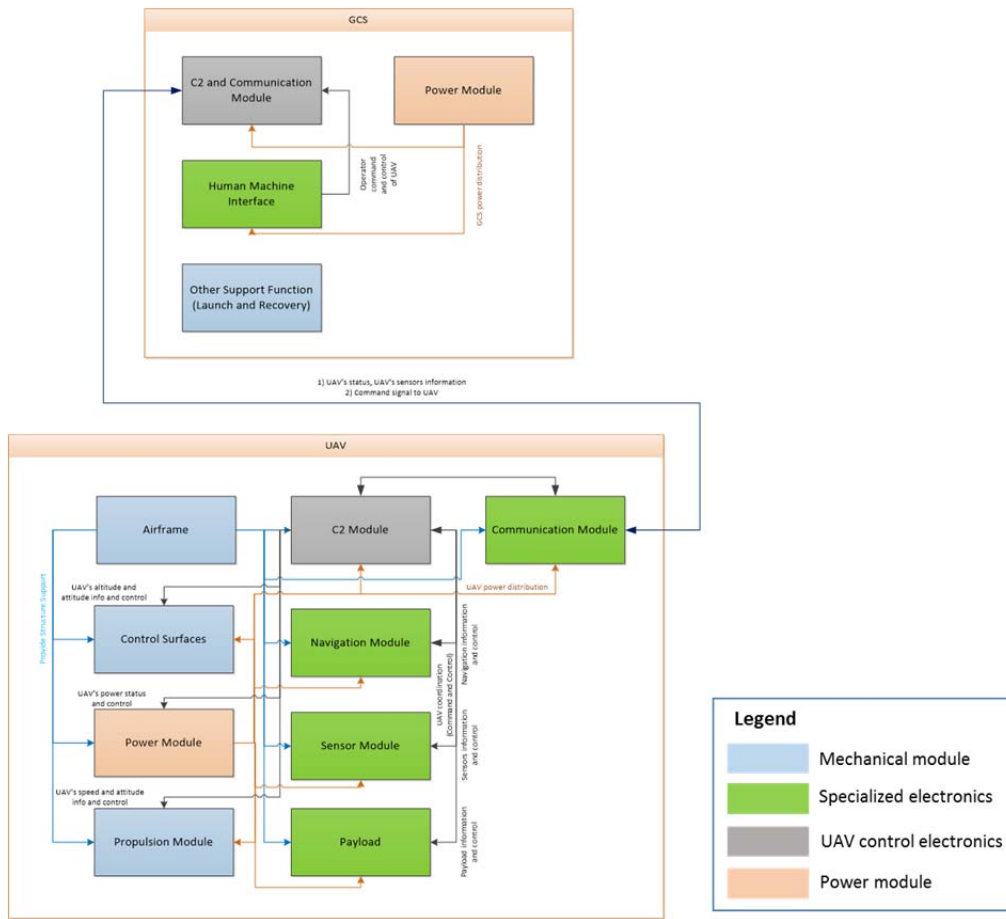 GCS
C2 and Communication
Module
Power Module
Operator
command
and control
of UAV
GCS power distribution
Human Machine
Interface
Other Support Function
(Launch and Recovery)
1) UAV's status, UAV's sensors information
2) Command signal to UAV
UAV
Airframe
C2 Module
Communication Module
Provide Structure Support
UAV's altitude and
attitude info and control
UAV power distribution
Control Surfaces
Navigation Module
Navigation information
and control
UAV coordination
(Command and Control)
UAV's power status
and control
Power Module
Sensor Module
Sensors information
and control
UAV's speed and attitude
info and control
Propulsion Module
Payload
Payload information
and control
Legend
Mechanical module
Specialized electronics
UAV control electronics
Power module